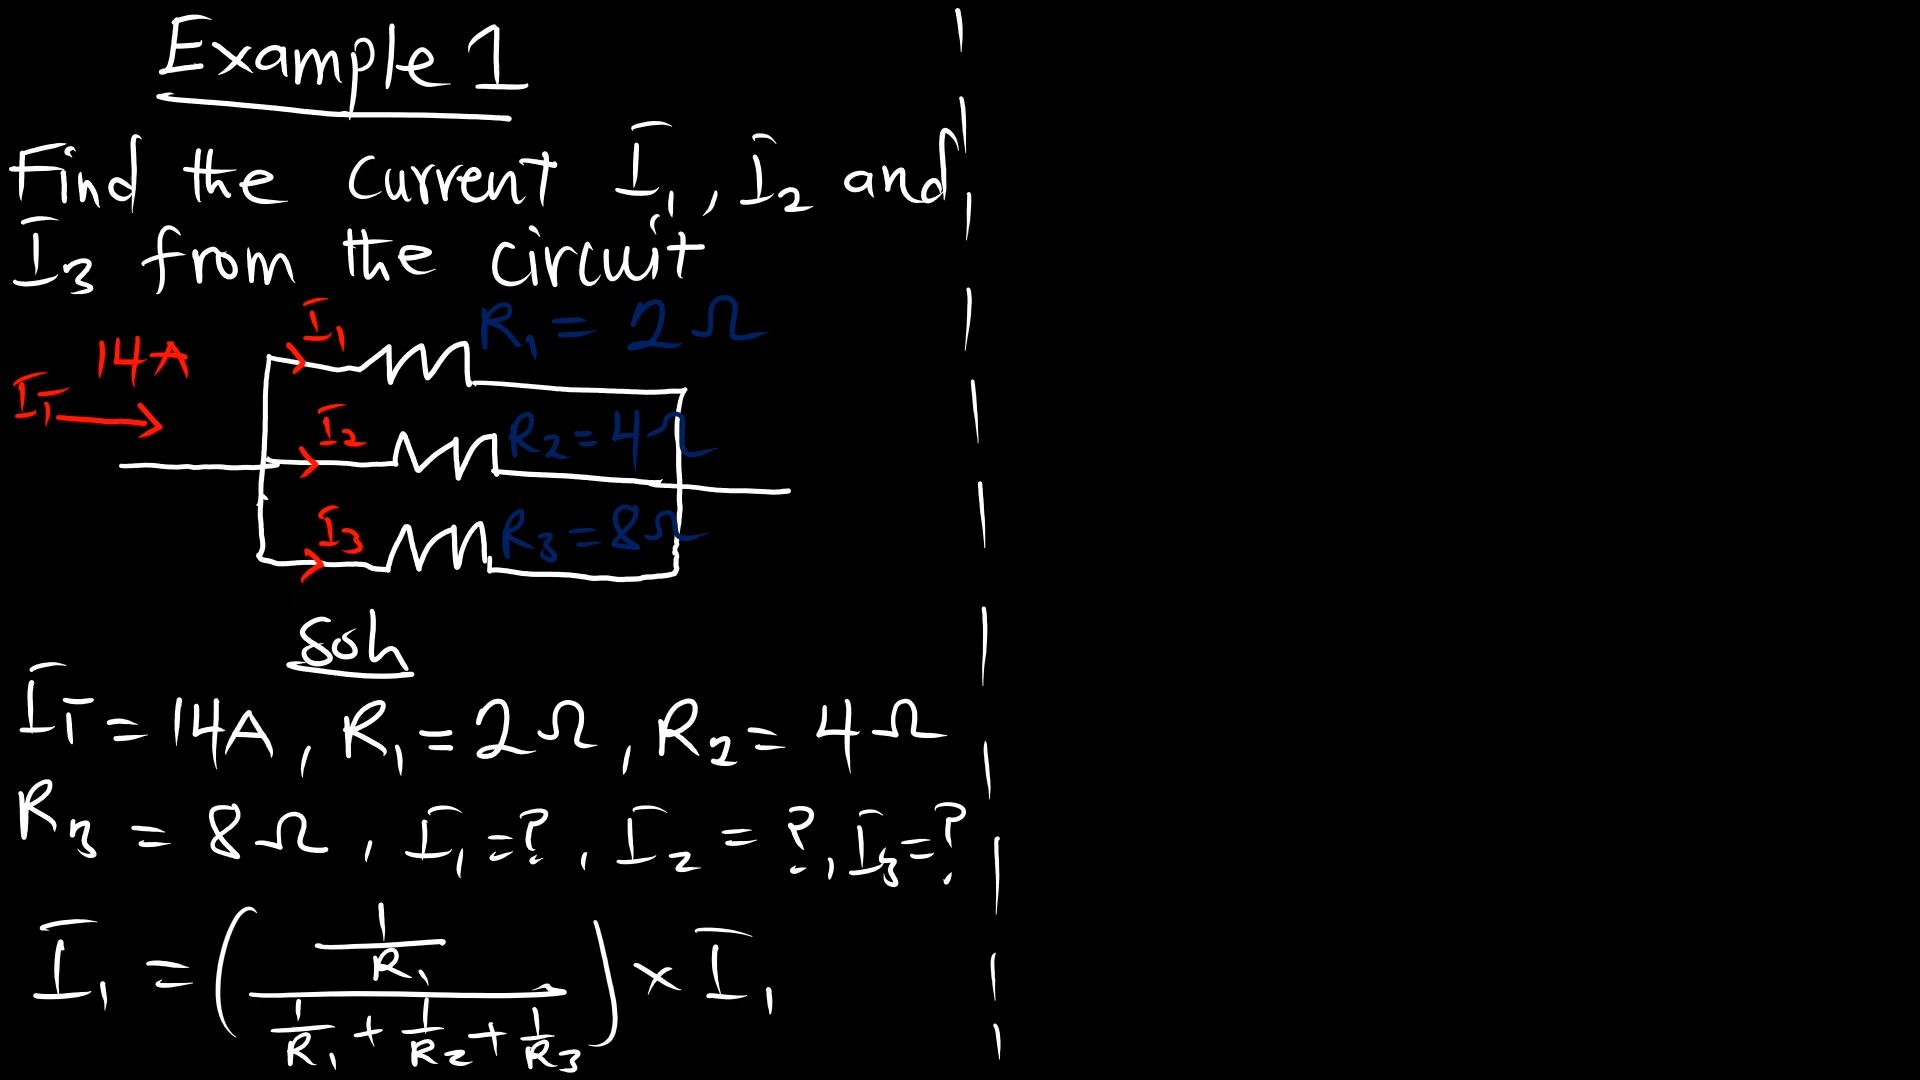 Example 1
Find the current I₁, I₂ and
I₃ from the circuit
I₁ R₁ = 2Ω
14A
I_T
I₂ R₂ = 4Ω
I₃ R₃ = 8Ω
Soln
I_T = 14A, R₁ = 2Ω, R₂ = 4Ω
R₃ = 8Ω, I₁ = ?, I₂ = ?, I₃ = ?
I₁ = ((1/R₁)/(1/R₁ + 1/R₂ + 1/R₃)) × I₁